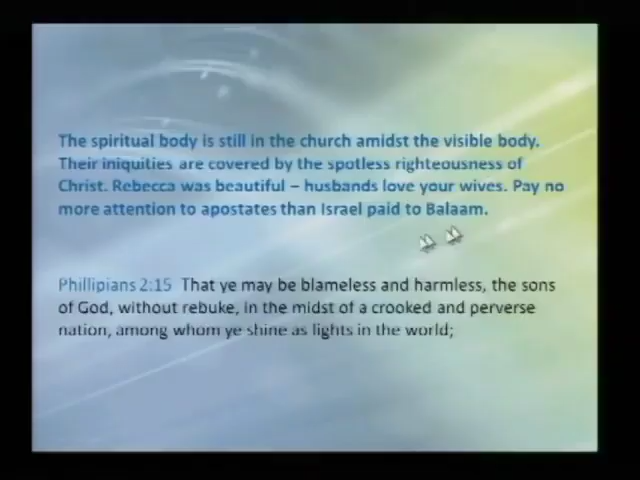 The spiritual body is still in the church amidst the visible body.
Their iniquities are covered by the spotless righteousness of
Christ. Rebecca was beautiful – husbands love your wives. Pay no
more attention to apostates than Israel paid to Balaam.
Phillipians 2:15 That ye may be blameless and harmless, the sons
of God, without rebuke, in the midst of a crooked and perverse
nation, among whom ye shine as lights in the world;